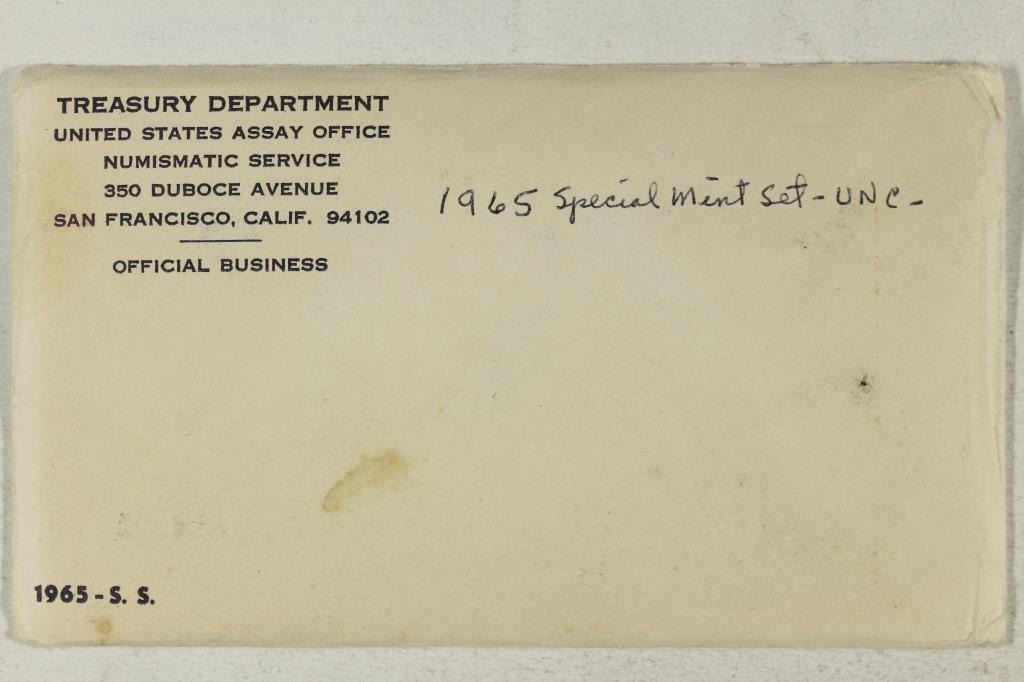 TREASURY DEPARTMENT
UNITED STATES ASSAY OFFICE
NUMISMATIC SERVICE
350 DUBOCE AVENUE
SAN FRANCISCO, CALIF. 94102
OFFICIAL BUSINESS
1965 Special Mint Set - UNC -
1965 - S. S.